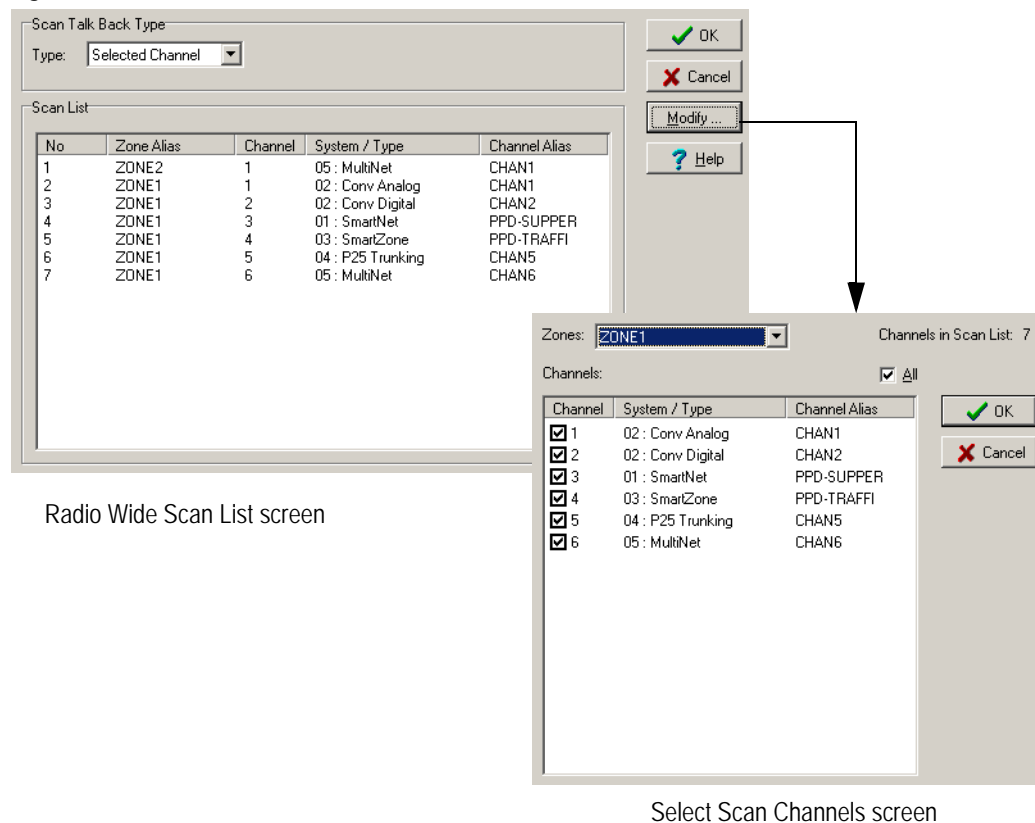 Scan Talk Back Type
Type: Selected Channel
OK
Cancel
Modify ...
Help
Scan List
No Zone Alias Channel System / Type Channel Alias
1 ZONE2 1 05 : MultiNet CHAN1
2 ZONE1 1 02 : Conv Analog CHAN1
3 ZONE1 2 02 : Conv Digital CHAN2
4 ZONE1 3 01 : SmartNet PPD-SUPPER
5 ZONE1 4 03 : SmartZone PPD-TRAFFI
6 ZONE1 5 04 : P25 Trunking CHAN5
7 ZONE1 6 05 : MultiNet CHAN6
Radio Wide Scan List screen
Zones: ZONE1 Channels in Scan List: 7
Channels: All
Channel System / Type Channel Alias
1 02 : Conv Analog CHAN1
2 02 : Conv Digital CHAN2
3 01 : SmartNet PPD-SUPPER
4 03 : SmartZone PPD-TRAFFI
5 04 : P25 Trunking CHAN5
6 05 : MultiNet CHAN6
OK
Cancel
Select Scan Channels screen